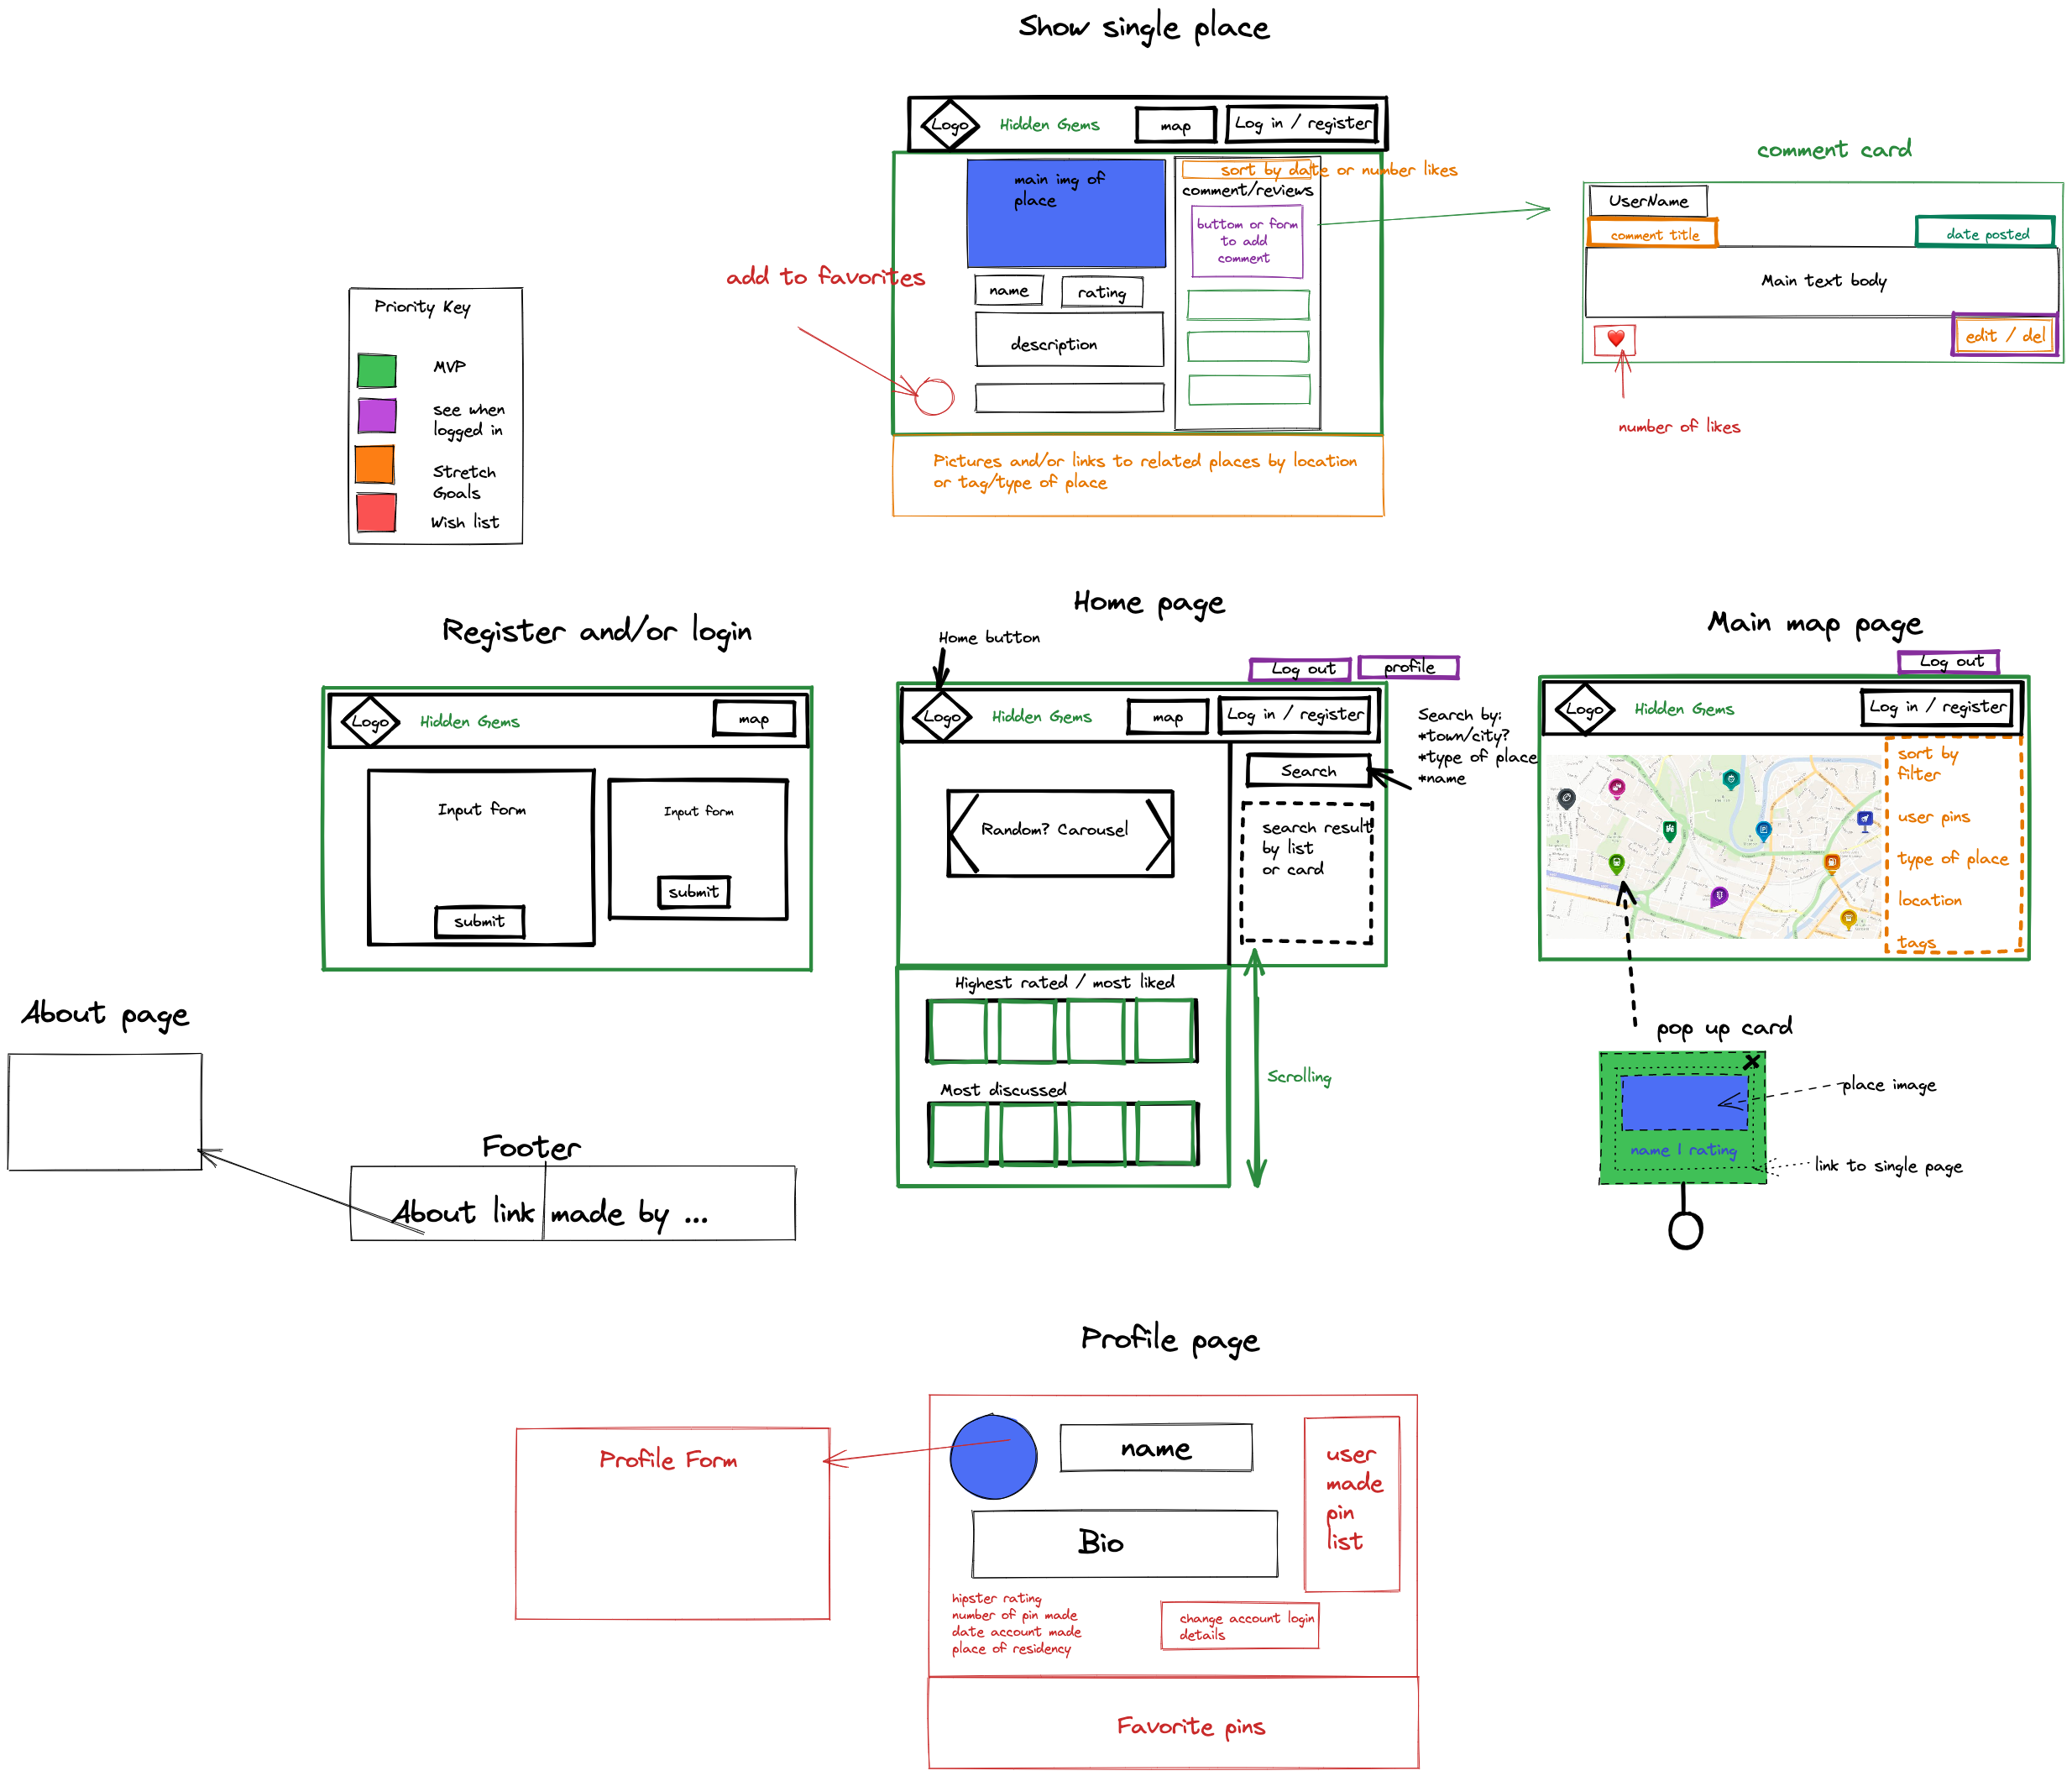 Show single place
Logo
Hidden Gems
map
Log in / register
main img of
place
sort by date or number likes
comment/reviews
buttom or form
to add
comment
add to favorites
name
rating
description
Pictures and/or links to related places by location
or tag/type of place
comment card
UserName
comment title
date posted
Main text body
edit / del
number of likes
Priority Key
MVP
see when
logged in
Stretch
Goals
Wish list
Register and/or login
Logo
Hidden Gems
map
Input form
submit
Input form
submit
Home page
Home button
Log out
profile
Logo
Hidden Gems
map
Log in / register
Search by:
*town/city?
*type of place
*name
Search
Random? Carousel
search result
by list
or card
Highest rated / most liked
Most discussed
Scrolling
Main map page
Log out
Logo
Hidden Gems
Log in / register
sort by
filter
user pins
type of place
location
tags
pop up card
place image
name | rating
link to single page
About page
Footer
About link
made by ...
Profile page
Profile Form
name
user
made
pin
list
Bio
hipster rating
number of pin made
date account made
place of residency
change account login
details
Favorite pins